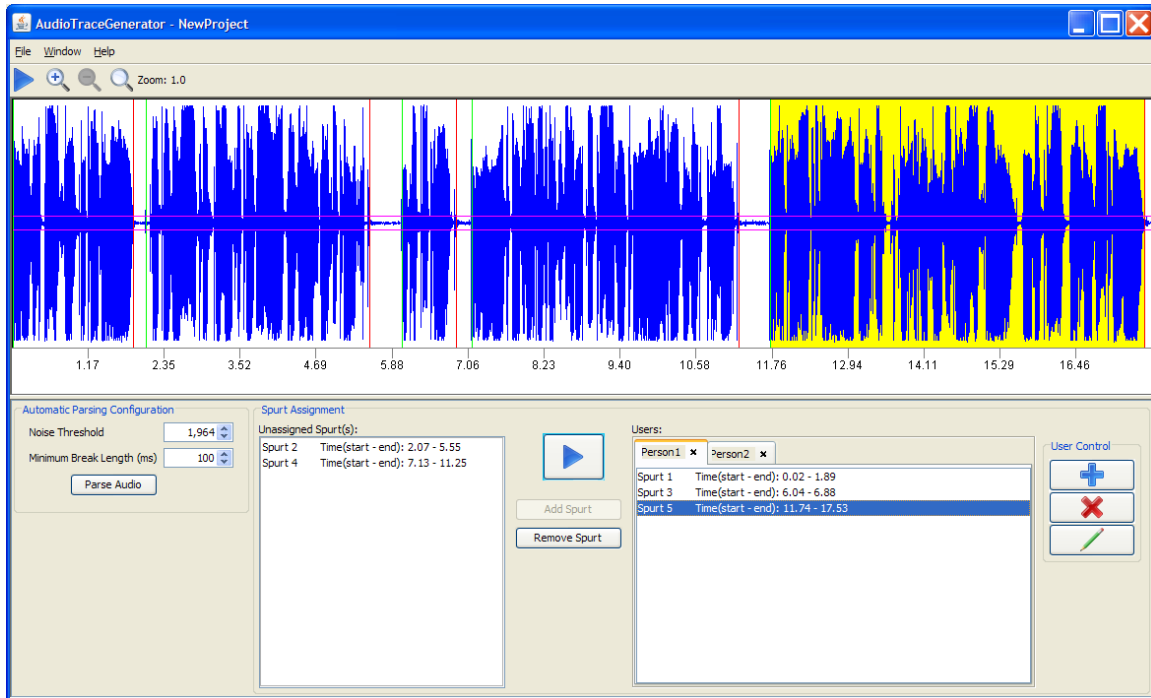 AudioTraceGenerator - NewProject
File Window Help
Zoom: 1.0
1.17 2.35 3.52 4.69 5.88 7.06 8.23 9.40 10.58 11.76 12.94 14.11 15.29 16.46
Automatic Parsing Configuration
Noise Threshold 1,964
Minimum Break Length (ms) 100
Parse Audio
Spurt Assignment
Unassigned Spurt(s):
Spurt 2 Time(start - end): 2.07 - 5.55
Spurt 4 Time(start - end): 7.13 - 11.25
Add Spurt
Remove Spurt
Users:
Person1 × Person2 ×
Spurt 1 Time(start - end): 0.02 - 1.89
Spurt 3 Time(start - end): 6.04 - 6.88
Spurt 5 Time(start - end): 11.74 - 17.53
User Control